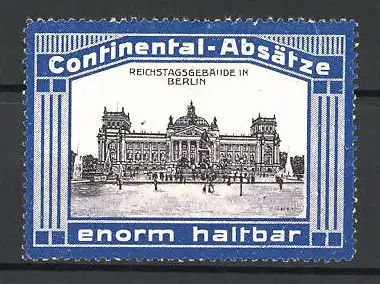 Continental-Absätze
REICHSTAGSGEBÄUDE IN
BERLIN
enorm haltbar